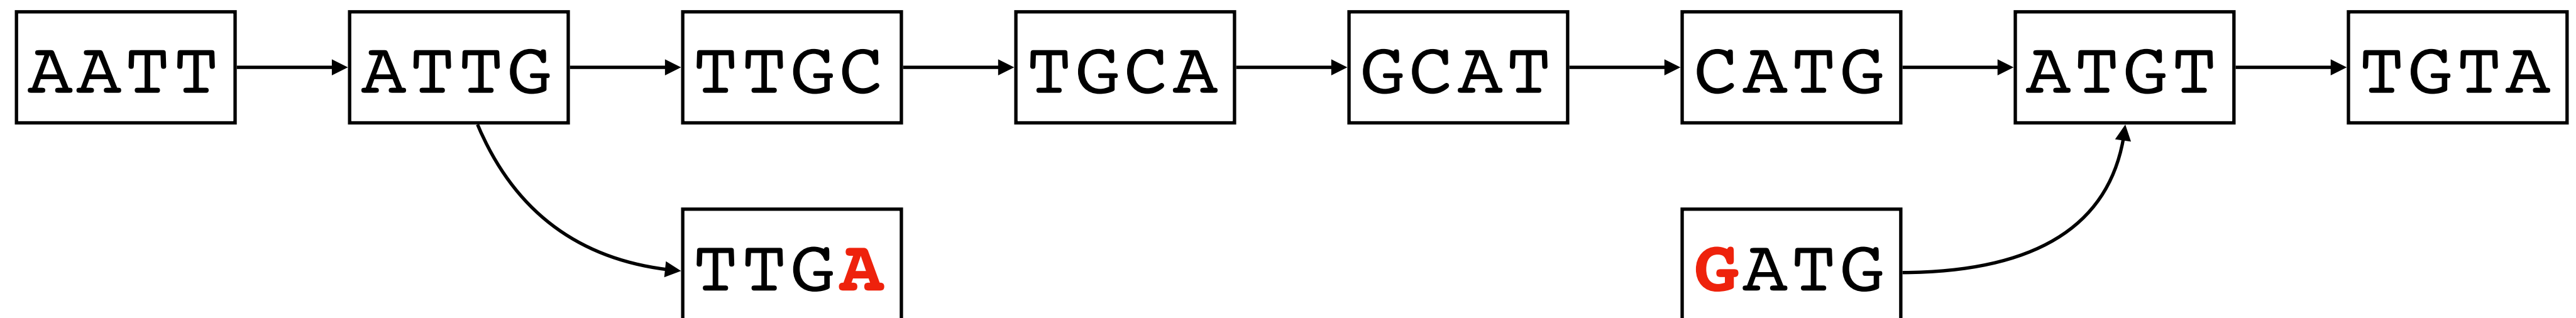 AATT ATTG TTGC TGCA GCAT CATG ATGT TGTA
TTGA GATG